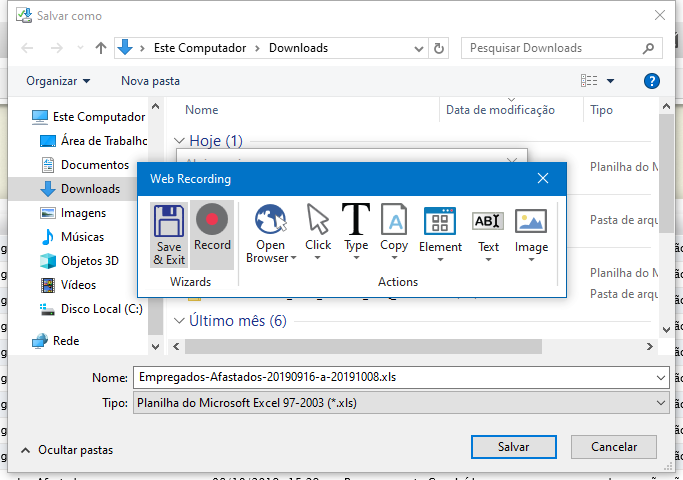 Salvar como
Este Computador > Downloads
Pesquisar Downloads
Organizar
Nova pasta
Este Computador
Área de Trabalho
Documentos
Downloads
Imagens
Músicas
Objetos 3D
Vídeos
Disco Local (C:)
Rede
Nome
Data de modificação
Tipo
Hoje (1)
Planilha do M
Pasta de arqu
Planilha do M
Pasta de arqu
Último mês (6)
Web Recording
Save & Exit
Record
Wizards
Open Browser
Click
Type
Copy
Element
Text
ABI
Image
Actions
Nome: Empregados-Afastados-20190916-a-20191008.xls
Tipo: Planilha do Microsoft Excel 97-2003 (*.xls)
Ocultar pastas
Salvar
Cancelar